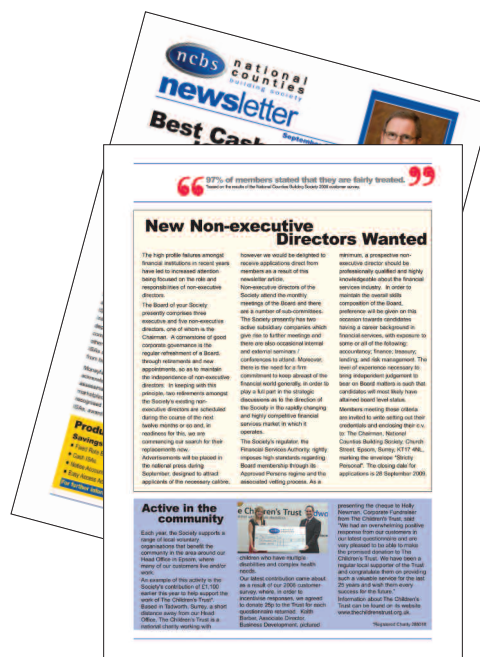 ncbs
national
counties
building society
newsletter
September
Best Cash
97% of members stated that they are fairly treated.
Based on the results of the National Counties Building Society 2008 customer survey.
New Non-executive
Directors Wanted
The high profile failures amongst
financial institutions in recent years
have led to increased attention
being focused on the role and
responsibilities of non-executive
directors.
The Board of your Society
presently comprises three
executive and five non-executive
directors, one of whom is the
Chairman. A cornerstone of good
corporate governance is the
regular refreshment of a Board,
through retirements and new
appointments, so as to maintain
the independence of non-executive
directors. In keeping with this
principle, two retirements amongst
the Society's existing non-
executive directors are scheduled
during the course of the next
twelve months or so and, in
readiness for this, we are
commencing our search for their
replacements now.
Advertisements will be placed in
the national press during
September, designed to attract
applicants of the necessary calibre,
however we would be delighted to
receive applications direct from
members as a result of this
newsletter article.
Non-executive directors of the
Society attend the monthly
meetings of the Board and there
are a number of sub-committees.
The Society presently has two
active subsidiary companies which
give rise to further meetings and
there are also occasional internal
and external seminars /
conferences to attend. Moreover,
there is the need for a firm
commitment to keep abreast of the
financial world generally, in order to
play a full part in the strategic
discussions as to the direction of
the Society in the rapidly changing
and highly competitive financial
services market in which it
operates.
The Society's regulator, the
Financial Services Authority, rightly
imposes high standards regarding
Board membership through its
Approved Persons regime and the
associated vetting process. As a
minimum, a prospective non-
executive director should be
professionally qualified and highly
knowledgeable about the financial
services industry. In order to
maintain the overall skills
composition of the Board,
preference will be given on this
occasion towards candidates
having a career background in
financial services, with exposure to
some or all of the following:
accountancy; finance; treasury;
lending; and risk management. The
level of experience necessary to
bring independent judgement to
bear on Board matters is such that
candidates will most likely have
attained board level status.
Members meeting these criteria
are invited to write setting out their
credentials and enclosing their c.v.
to: The Chairman, National
Counties Building Society, Church
Street, Epsom, Surrey, KT17 4NL,
marking the envelope "Strictly
Personal". The closing date for
applications is 28 September 2009.
Produ
Savings
Fixed Rate
Cash ISAs
Notice Account
Easy Access Ac
For further inform
Active in the
community
Each year, the Society supports a
range of local voluntary
organisations that benefit the
community in the area around our
Head Office in Epsom, where
many of our customers live and/or
work.
An example of this activity is the
Society's contribution of £1,100
earlier this year to help support the
work of The Children's Trust*.
Based in Tadworth, Surrey, a short
distance away from our Head
Office, The Children's Trust is a
national charity working with
e Children's Trust
children who have multiple
disabilities and complex health
needs.
Our latest contribution came about
as a result of our 2008 customer
survey, where, in order to
incentivise responses, we agreed
to donate 25p to the Trust for each
questionnaire returned. Keith
Barber, Associate Director,
Business Development, pictured
presenting the cheque to Holly
Newman, Corporate Fundraiser
from The Children's Trust, said
"We had an overwhelming positive
response from our customers in
our latest questionnaire and are
very pleased to be able to make
the promised donation to The
Children's Trust. We have been a
regular local supporter of the Trust
and congratulate them on providing
such a valuable service for the last
25 years and wish them every
success for the future."
Information about The Children's
Trust can be found on its website
www.thechildrenstrust.org.uk.
*Registered Charity 288018